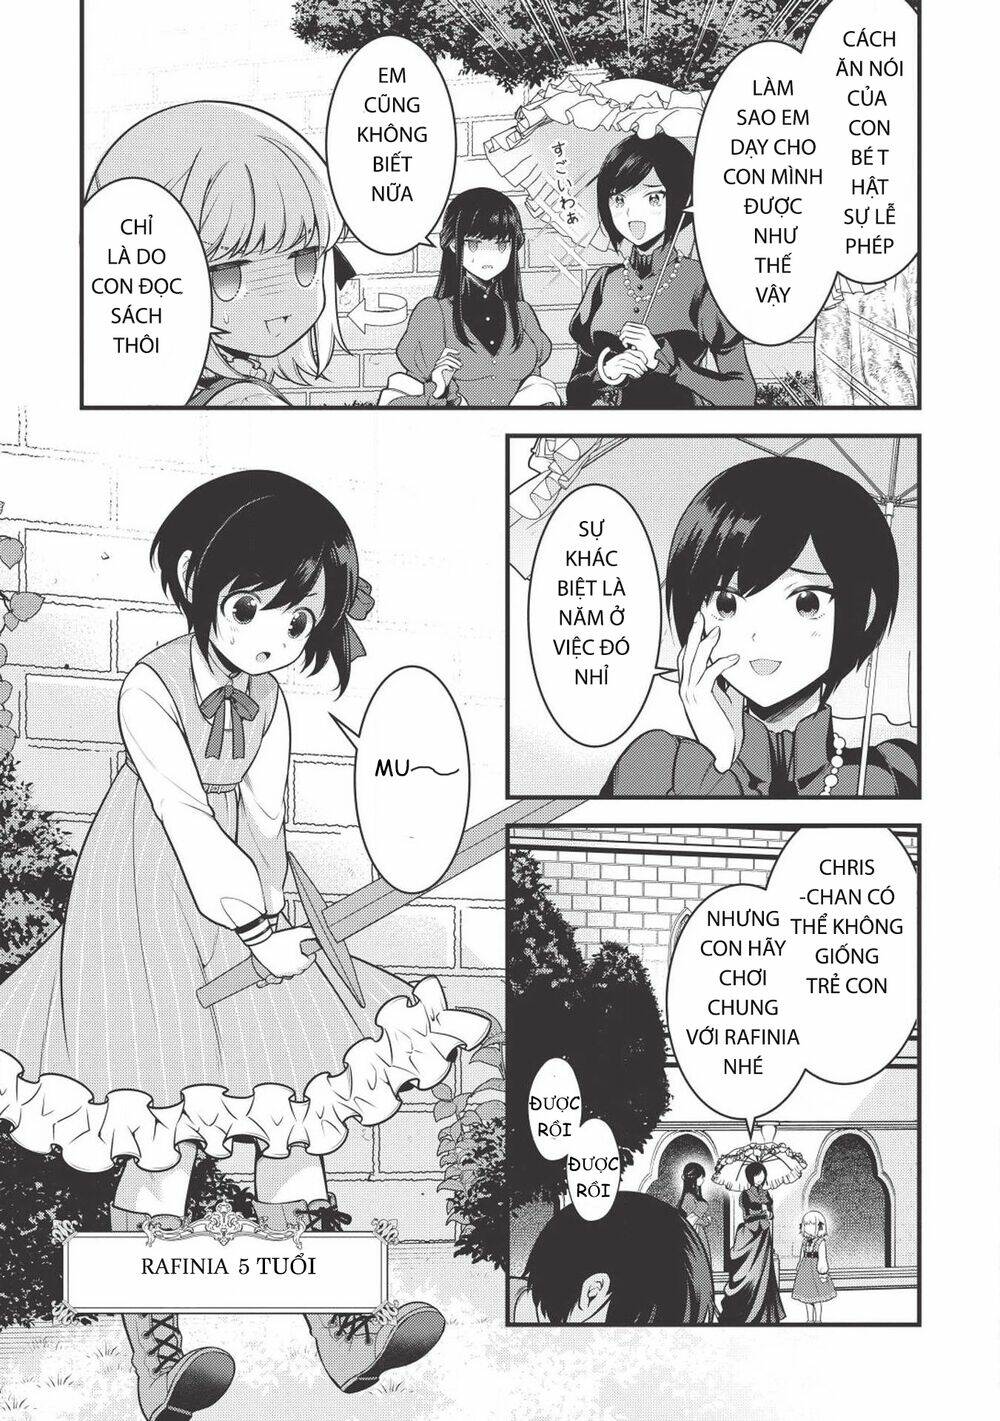 CÁCH
ĂN NÓI
CỦA
CON
BÉ T
HẬT
SỰ LỄ
PHÉP
LÀM
SAO EM
DẠY CHO
CON MÌNH
ĐƯỢC
NHƯ
THẾ
VẬY
すごいわぁ
EM
CŨNG
KHÔNG
BIẾT
NỮA
CHỈ
LÀ DO
CON ĐỌC
SÁCH
THÔI
SỰ
KHÁC
BIỆT LÀ
NĂM Ở
VIỆC ĐÓ
NHỈ
MU~
RAFINIA 5 TUỔI
CHRIS
-CHAN CÓ
THỂ KHÔNG
GIỐNG
TRẺ CON
NHƯNG
CON HÃY
CHƠI
CHUNG
VỚI RAFINIA
NHÉ
ĐƯỢC
RỒI
ĐƯỢC
RỒI